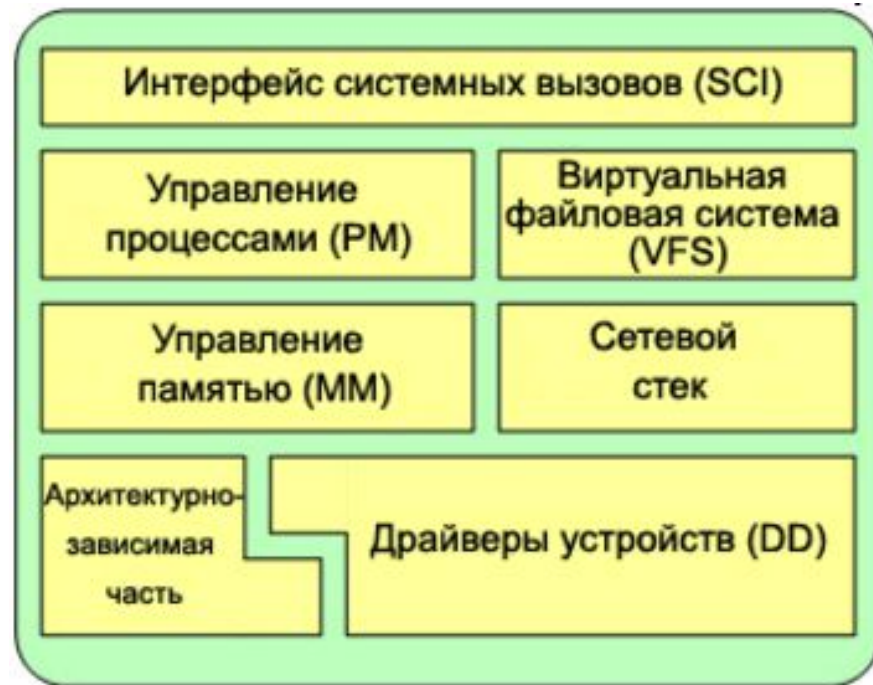 Интерфейс системных вызовов (SCI)
Управление
процессами (PM)
Виртуальная
файловая система
(VFS)
Управление
памятью (MM)
Сетевой
стек
Архитектурно-
зависимая
часть
Драйверы устройств (DD)